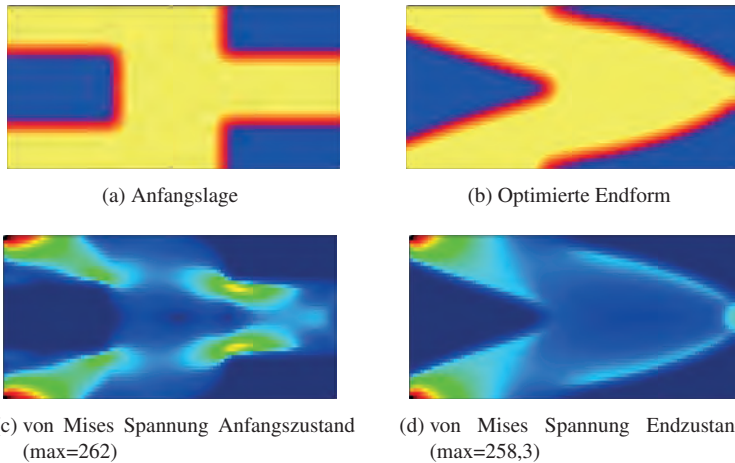 (a) Anfangslage
(b) Optimierte Endform
c) von Mises Spannung Anfangszustand
(max=262)
(d) von Mises Spannung Endzustan
(max=258,3)